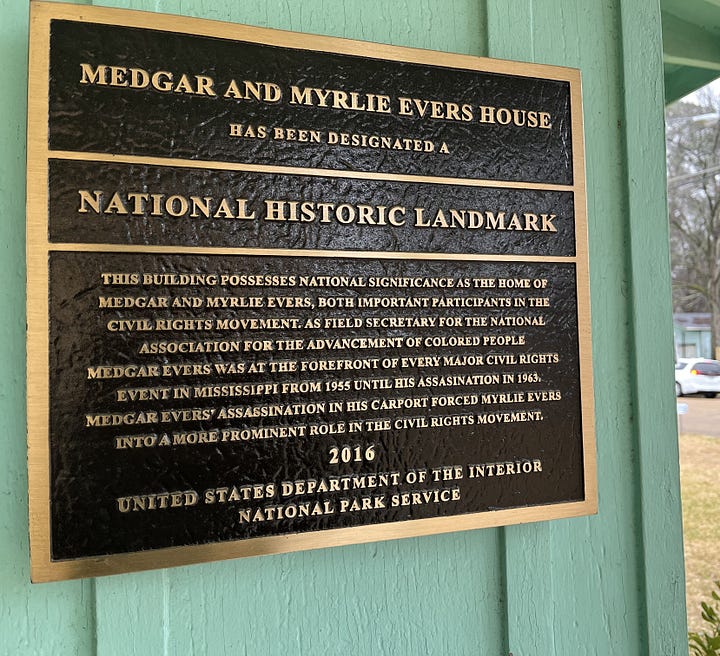 MEDGAR AND MYRLIE EVERS HOUSE
HAS BEEN DESIGNATED A
NATIONAL HISTORIC LANDMARK
THIS BUILDING POSSESSES NATIONAL SIGNIFICANCE AS THE HOME OF
MEDGAR AND MYRLIE EVERS, BOTH IMPORTANT PARTICIPANTS IN THE
CIVIL RIGHTS MOVEMENT. AS FIELD SECRETARY FOR THE NATIONAL
ASSOCIATION FOR THE ADVANCEMENT OF COLORED PEOPLE
MEDGAR EVERS WAS AT THE FOREFRONT OF EVERY MAJOR CIVIL RIGHTS
EVENT IN MISSISSIPPI FROM 1955 UNTIL HIS ASSASINATION IN 1963.
MEDGAR EVERS' ASSASSINATION IN HIS CARPORT FORCED MYRLIE EVERS
INTO A MORE PROMINENT ROLE IN THE CIVIL RIGHTS MOVEMENT.
2016
UNITED STATES DEPARTMENT OF THE INTERIOR
NATIONAL PARK SERVICE